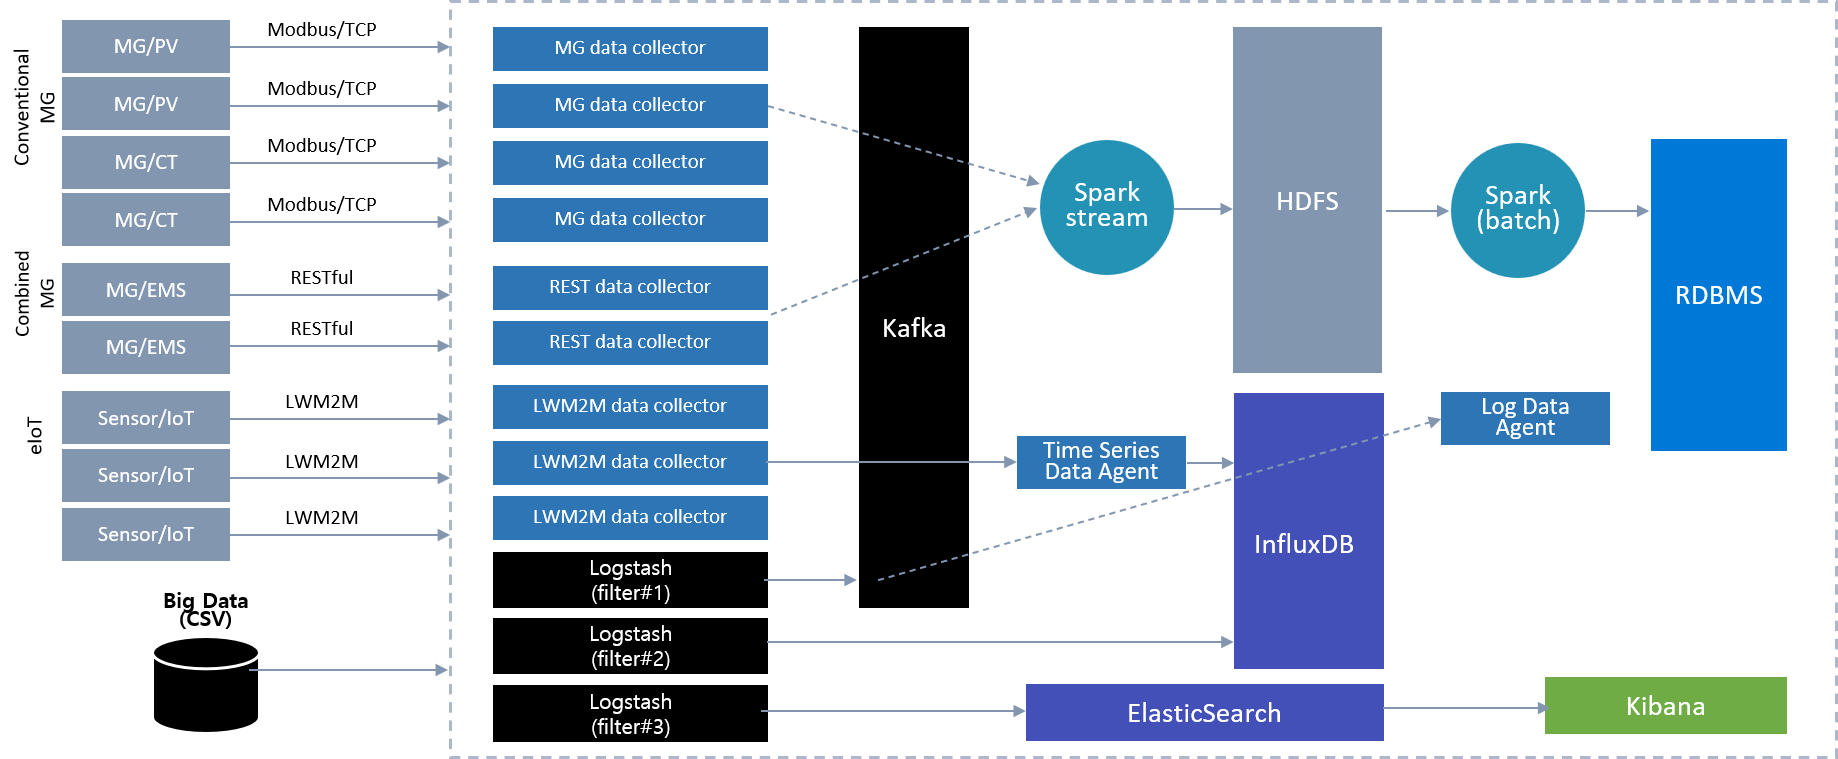 Conventional
MG
MG/PV
Modbus/TCP
MG/PV
Modbus/TCP
MG/CT
Modbus/TCP
MG/CT
Modbus/TCP
Combined
MG
MG/EMS
RESTful
MG/EMS
RESTful
eIoT
Sensor/IoT
LWM2M
Sensor/IoT
LWM2M
Sensor/IoT
LWM2M
Big Data
(CSV)
MG data collector
MG data collector
MG data collector
MG data collector
REST data collector
REST data collector
LWM2M data collector
LWM2M data collector
LWM2M data collector
Logstash
(filter#1)
Logstash
(filter#2)
Logstash
(filter#3)
Kafka
Spark
stream
HDFS
Spark
(batch)
RDBMS
Time Series
Data Agent
InfluxDB
Log Data
Agent
ElasticSearch
Kibana